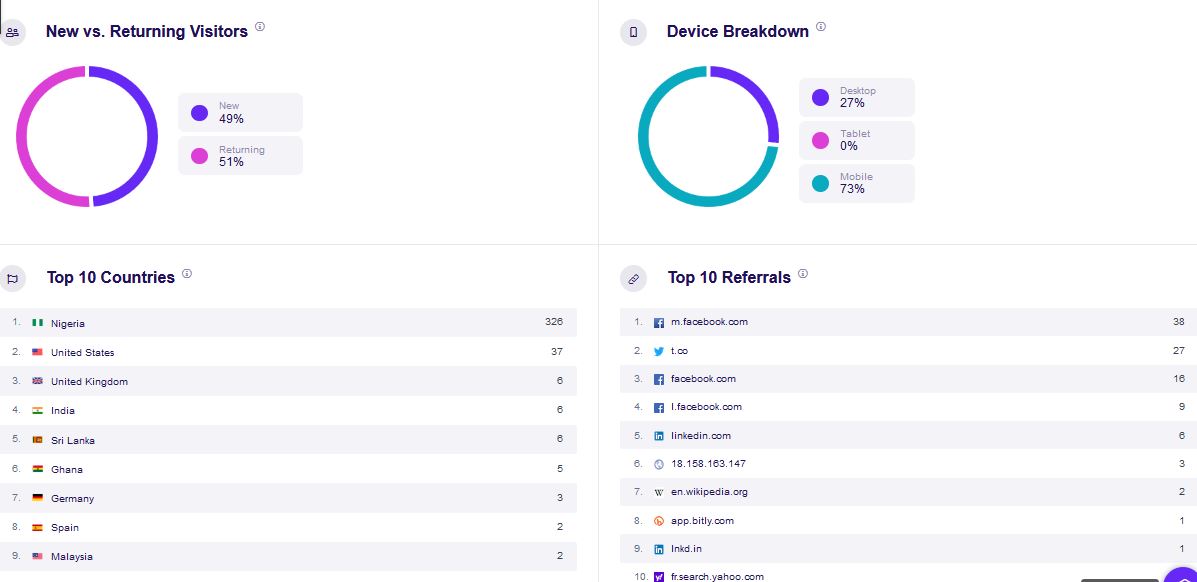 New vs. Returning Visitors
New
49%
Returning
51%
Device Breakdown
Desktop
27%
Tablet
0%
Mobile
73%
Top 10 Countries
1. Nigeria 326
2. United States 37
3. United Kingdom 6
4. India 6
5. Sri Lanka 6
6. Ghana 5
7. Germany 3
8. Spain 2
9. Malaysia 2
Top 10 Referrals
1. m.facebook.com 38
2. t.co 27
3. facebook.com 16
4. l.facebook.com 9
5. linkedin.com 6
6. 18.158.163.147 3
7. en.wikipedia.org 2
8. app.bitly.com 1
9. lnkd.in 1
10. fr.search.yahoo.com